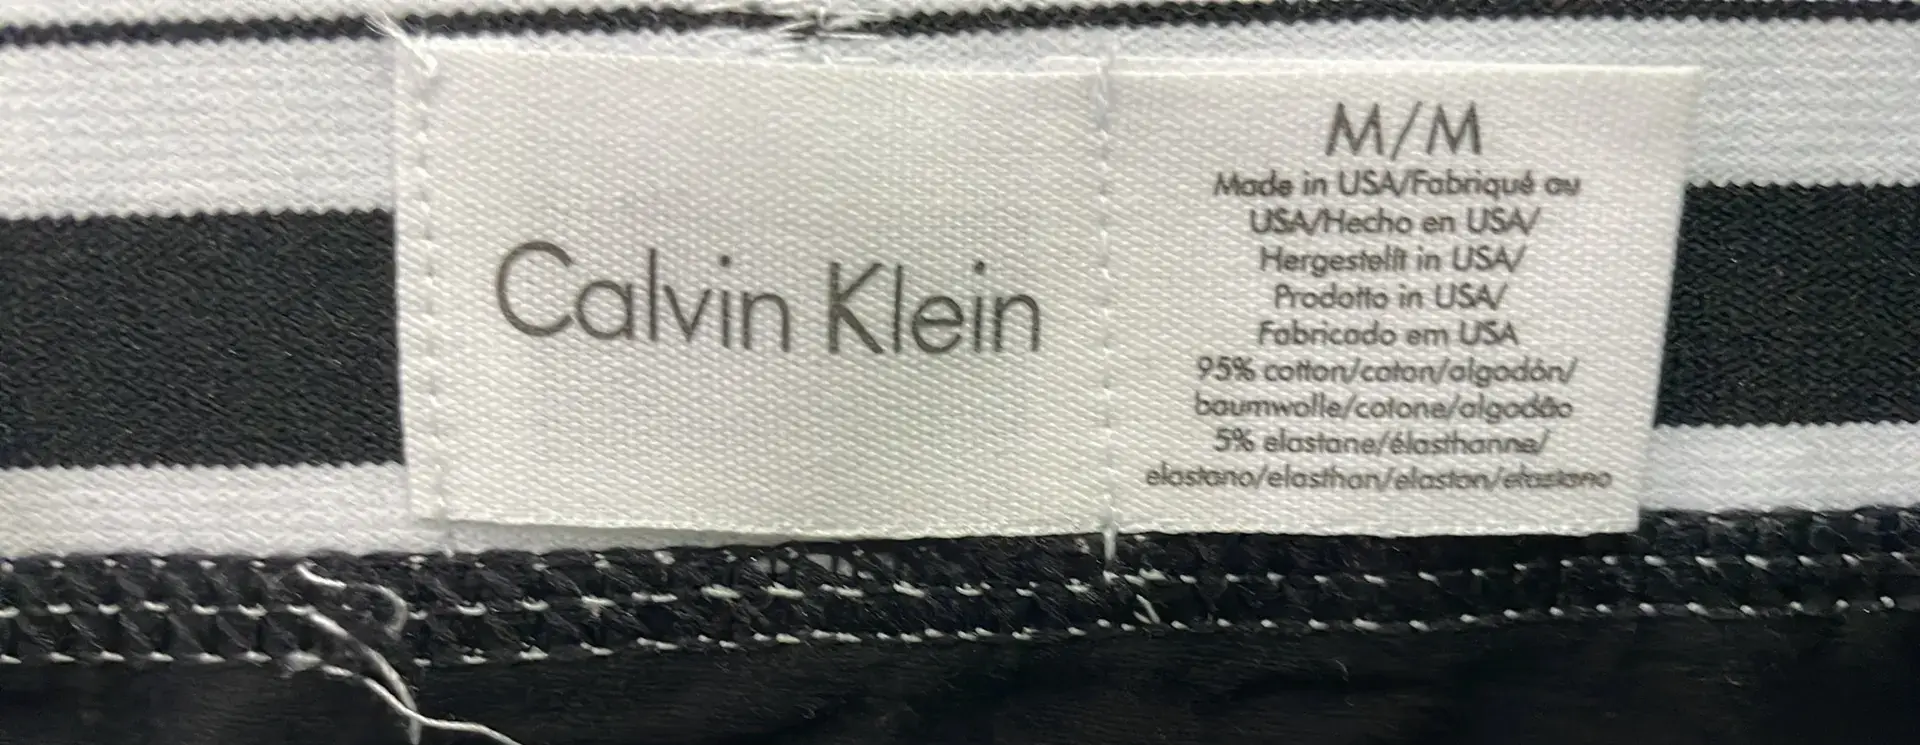 Calvin Klein
M/M
Made in USA/Fabriqué au
USA/Hecho en USA/
Hergestellt in USA/
Prodotto in USA/
Fabricado em USA
95% cotton/coton/algodón/
baumwolle/cotone/algodão
5% elastane/élasthanne/
elastano/elasthan/elaston/elastano